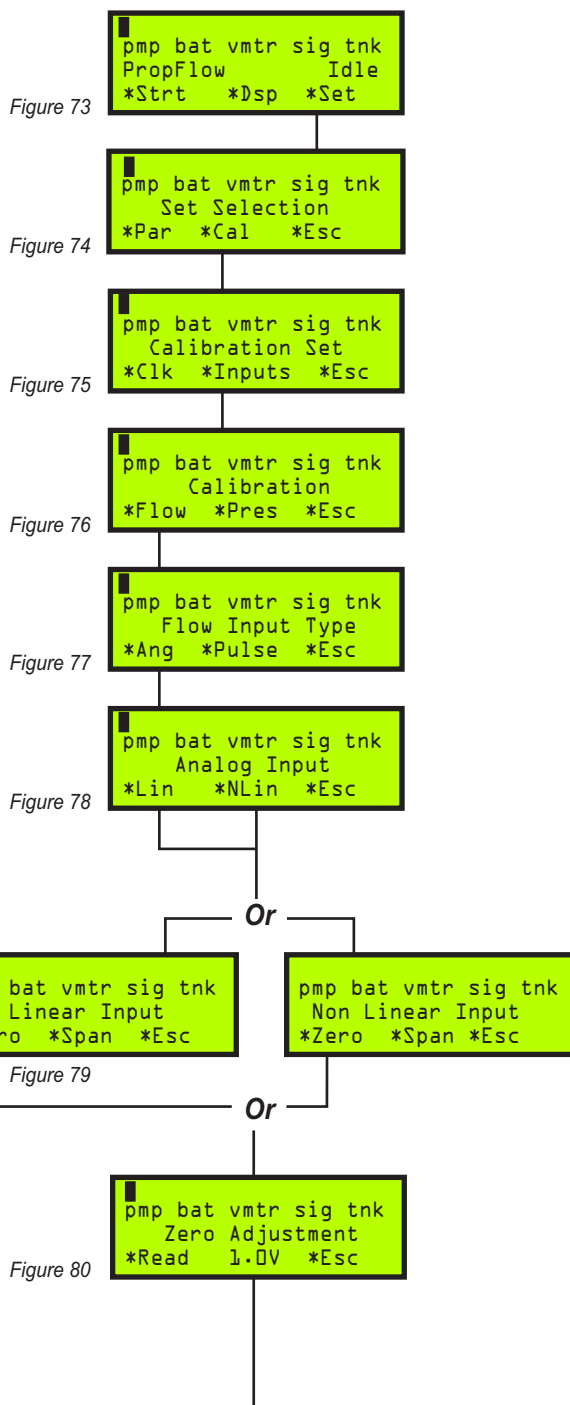 pmp bat vmtr sig tnk
PropFlow Idle
*Strt *Dsp *Set
Figure 73
pmp bat vmtr sig tnk
Set Selection
*Par *Cal *Esc
Figure 74
pmp bat vmtr sig tnk
Calibration Set
*Clk *Inputs *Esc
Figure 75
pmp bat vmtr sig tnk
Calibration
*Flow *Pres *Esc
Figure 76
pmp bat vmtr sig tnk
Flow Input Type
*Ang *Pulse *Esc
Figure 77
pmp bat vmtr sig tnk
Analog Input
*Lin *NLin *Esc
Figure 78
Or
bat vmtr sig tnk
Linear Input
ro *Span *Esc
Figure 79
pmp bat vmtr sig tnk
Non Linear Input
*Zero *Span *Esc
Or
pmp bat vmtr sig tnk
Zero Adjustment
*Read 1.0V *Esc
Figure 80